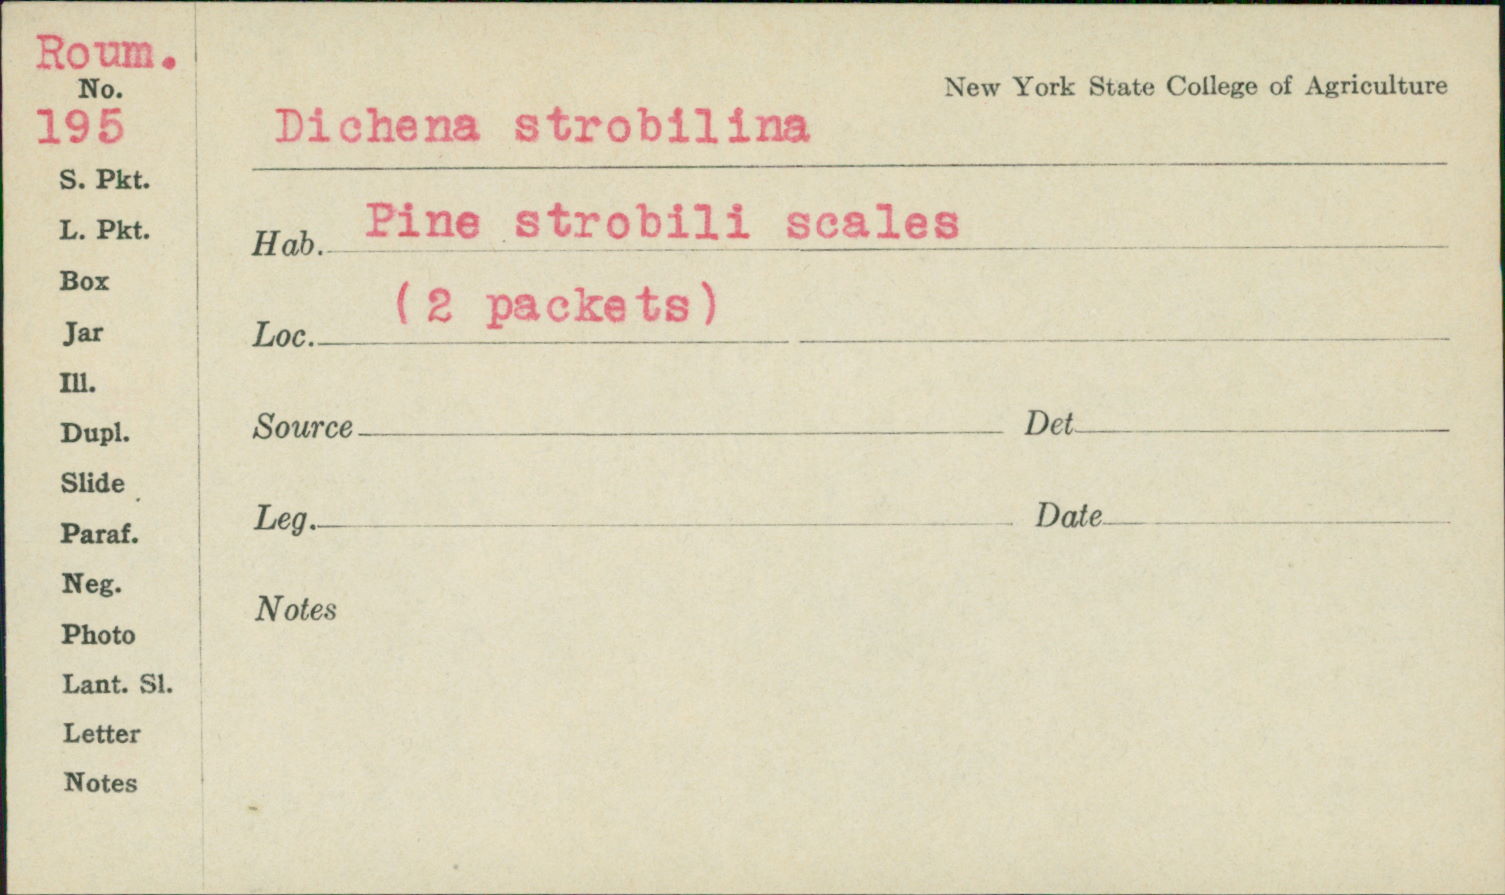 Roum.
No.
195
S. Pkt.
L. Pkt.
Box
Jar
Ill.
Dupl.
Slide
Paraf.
Neg.
Photo
Lant. Sl.
Letter
Notes
New York State College of Agriculture
Dichena strobilina
Hab. Pine strobili scales
(2 packets)
Loc.
Source Det
Leg. Date
Notes